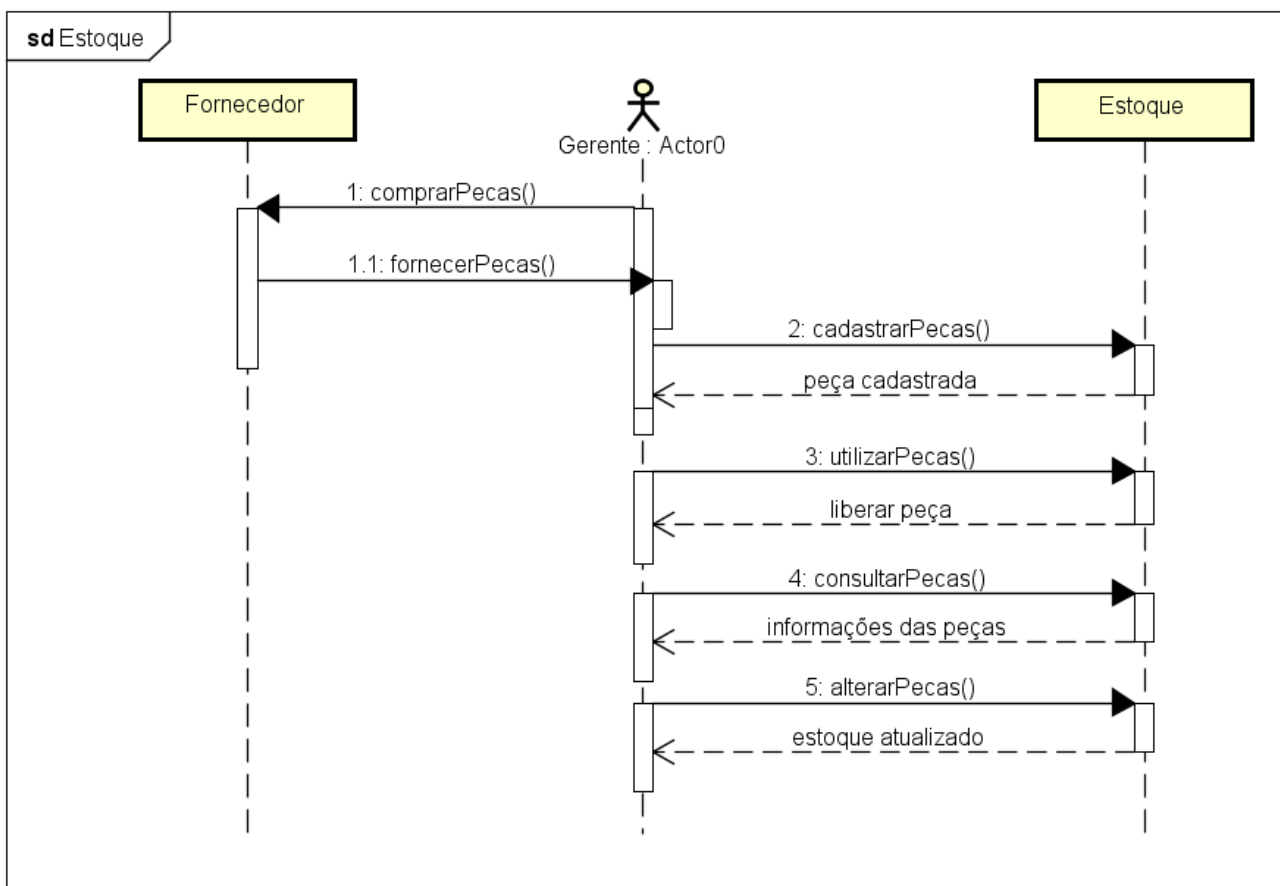 sd Estoque
Fornecedor
Gerente : Actor0
Estoque
1: comprarPecas()
1.1: fornecerPecas()
2: cadastrarPecas()
peça cadastrada
3: utilizarPecas()
liberar peça
4: consultarPecas()
informações das peças
5: alterarPecas()
estoque atualizado